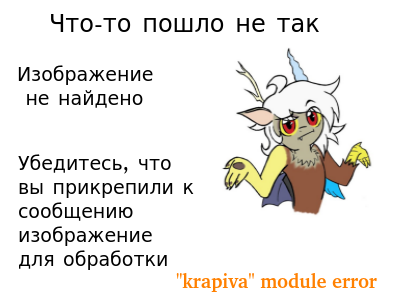 Что-то пошло не так
Изображение
не найдено
Убедитесь, что
вы прикрепили к
сообщению
изображение
для обработки
"krapiva" module error